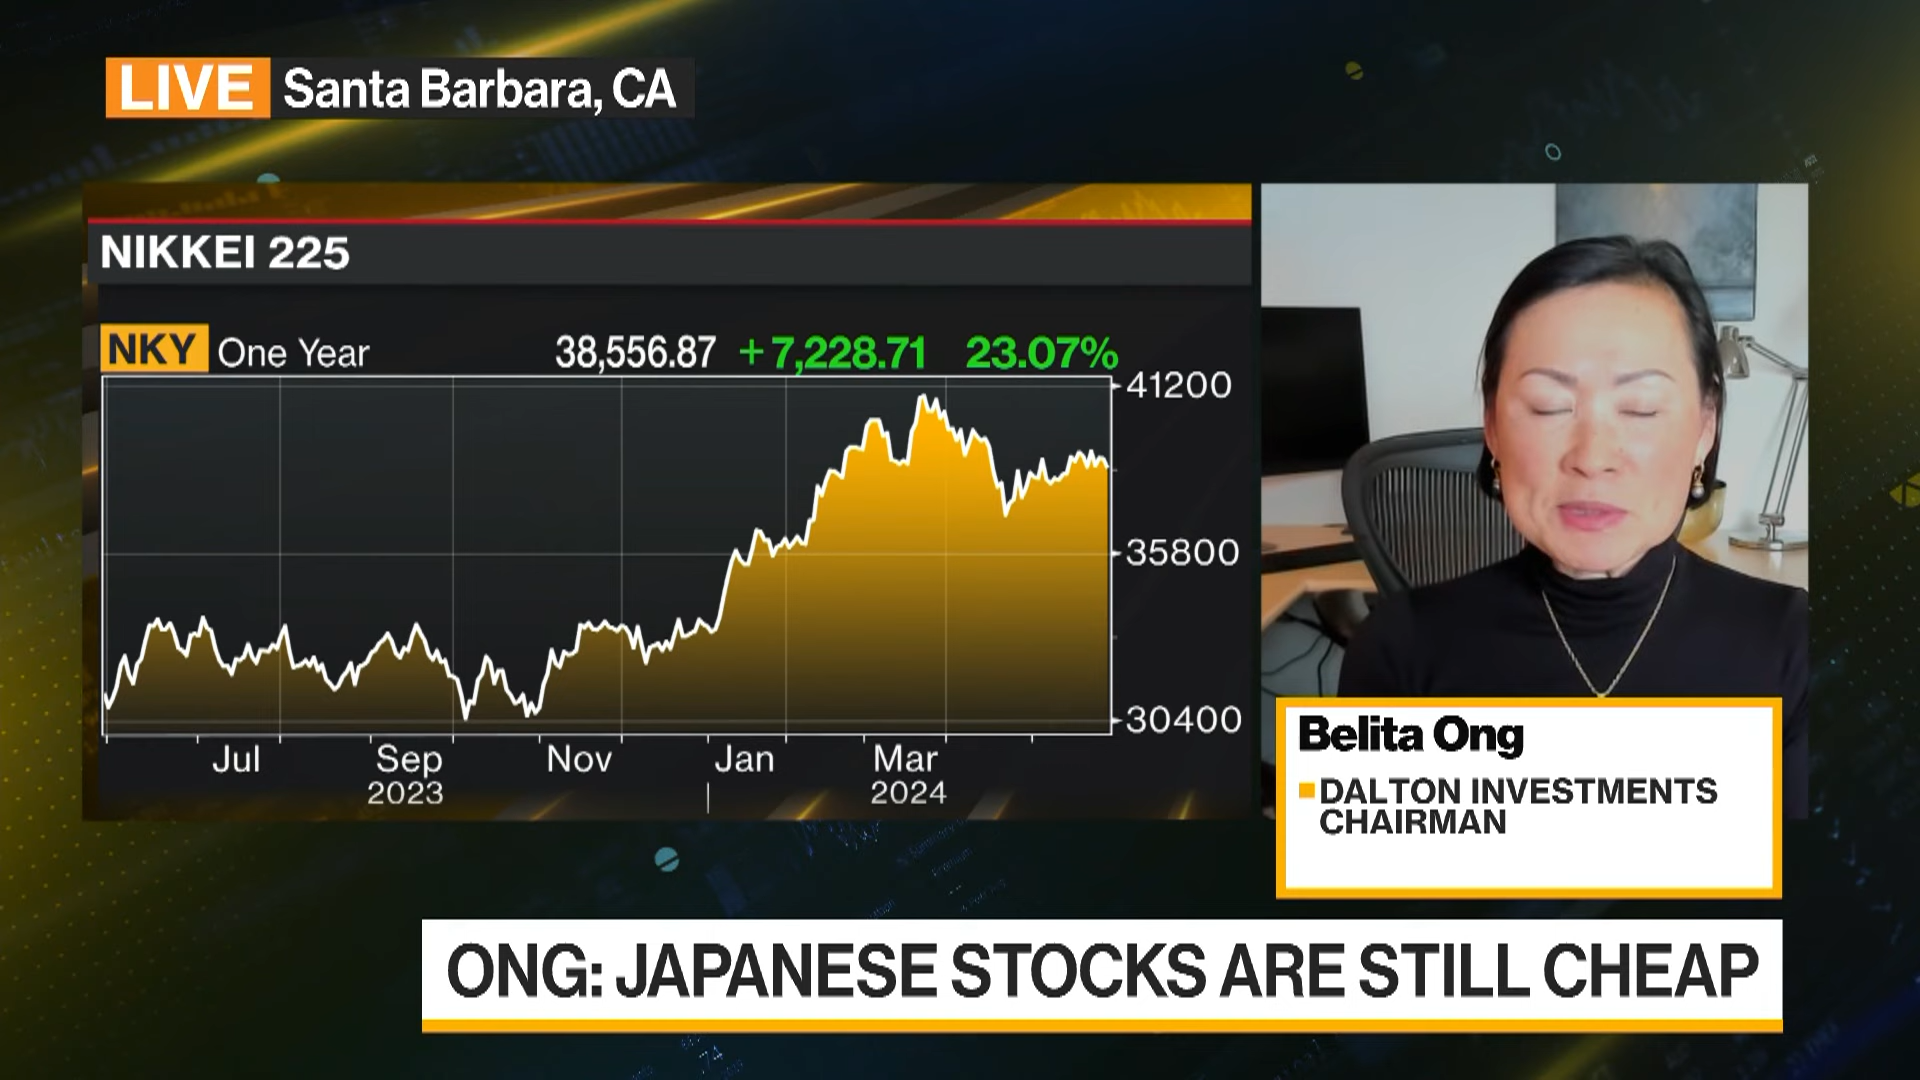 LIVE Santa Barbara, CA
NIKKEI 225
NKY One Year 38,556.87 +7,228.71 23.07%
41200
35800
30400
Jul Sep Nov Jan Mar
2023 2024
Belita Ong
DALTON INVESTMENTS
CHAIRMAN
ONG: JAPANESE STOCKS ARE STILL CHEAP